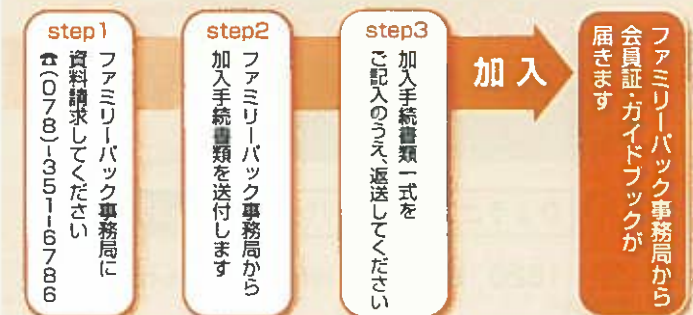 step1
ファミリーパック事務局に
資料請求してください
☎(078)-351-6786
step2
ファミリーパック事務局から
加入手続書類を送付します
step3
加入手続書類一式を
ご記入のうえ、返送してください
加入
ファミリーパック事務局から
会員証・ガイドブックが
届きます